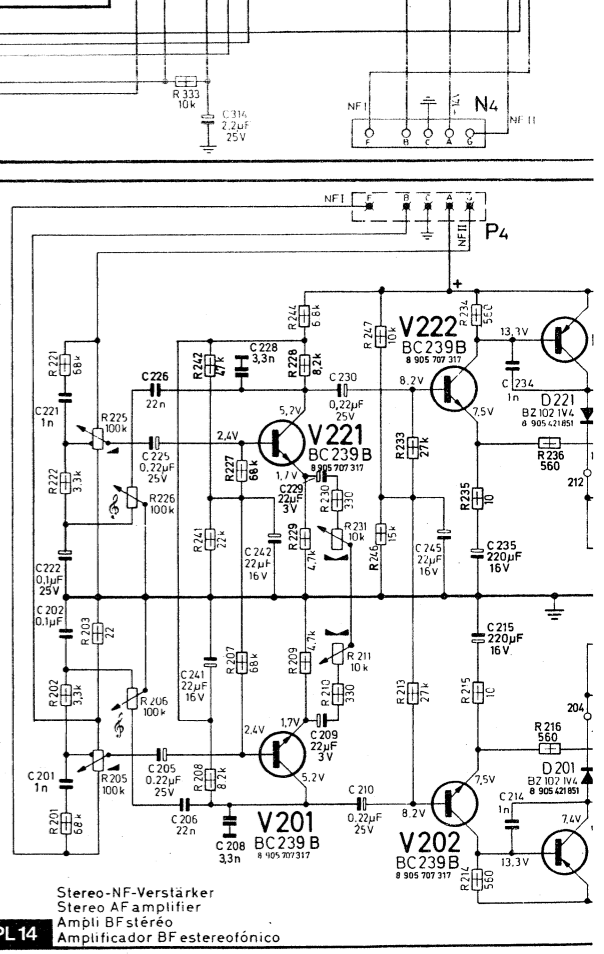 R 333
10k
C 314
2,2µF
25V
NF I
14V
N4
NF II
F B C A G
NF I
F B C A G
P4
NF II
+
R 244
6.8k
R 247
10k
R 234
560
V222
BC239B
8 905 707 317
13,3V
R 221
68k
R 242
47k
C 228
3,3n
R 228
8,2k
C 226
22n
C 230
0,22µF
25V
8.2V
C 234
1n
D 221
BZ 102 1V4
8 905 421 851
C 221
1n
R 225
100k
5,2V
7,5V
2,4V
V221
BC239B
8 905 707 317
C 225
0,22µF
25V
R 227
68k
R 233
27k
R 236
560
R 222
3,3k
R 226
100k
1,7V
C 229
22µF
3V
R 230
330
R 235
10
212
R 231
10k
R 241
22k
C 242
22µF
16V
R 229
4,7k
R 246
15k
C 245
22µF
16V
C 235
220µF
16V
C 222
0,1µF
25V
C 202
0.1µF
R 203
22
C 215
220µF
16V
R 207
68k
R 209
4,7k
R 211
10k
C 241
22µF
16V
R 202
3,3k
R 206
100k
R 210
330
R 213
27k
R 215
10
204
2,4V
1,7V
C 209
22µF
3V
R 216
560
C 201
1n
R 205
100k
C 205
0.22µF
25V
R 208
8.2k
5,2V
7,5V
D 201
BZ 102 1V4
8 905 421 851
R 201
68k
C 206
22n
C 210
0,22µF
25V
8.2V
C 214
1n
7,4V
C 208
3,3n
V201
BC239B
8 905 707 317
V202
BC239B
8 905 707 317
13,3V
R 214
560
Stereo-NF-Verstärker
Stereo AF amplifier
Ampli BF stéréo
PL 14 Amplificador BF estereofónico